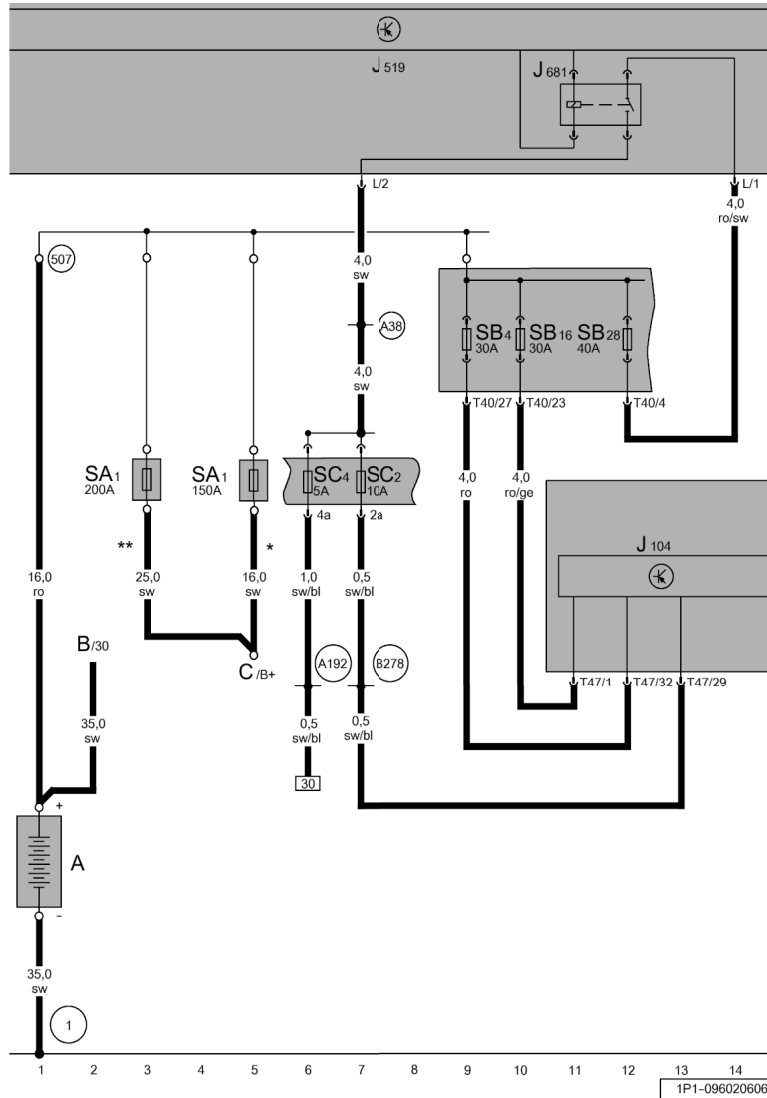 J 519
J 681
L/2
L/1
4,0
ro/sw
507
4,0
sw
A38
4,0
sw
SB4
30A
SB16
30A
SB28
40A
T40/27
T40/23
T40/4
SA1
200A
SA1
150A
SC4
5A
SC2
10A
4a
2a
4,0
ro
4,0
ro/ge
**
*
J 104
16,0
ro
25,0
sw
16,0
sw
1,0
sw/bl
0,5
sw/bl
B/30
C /B+
A192
B278
T47/1
T47/32
T47/29
35,0
sw
0,5
sw/bl
0,5
sw/bl
30
+
A
-
35,0
sw
1
1 2 3 4 5 6 7 8 9 10 11 12 13 14
1P1-096020606